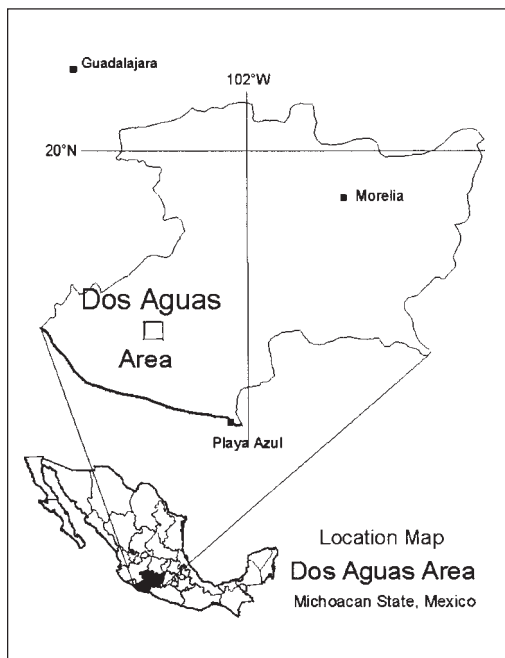 Guadalajara
102°W
20°N
Morelia
Dos Aguas
Area
Playa Azul
Location Map
Dos Aguas Area
Michoacan State, Mexico